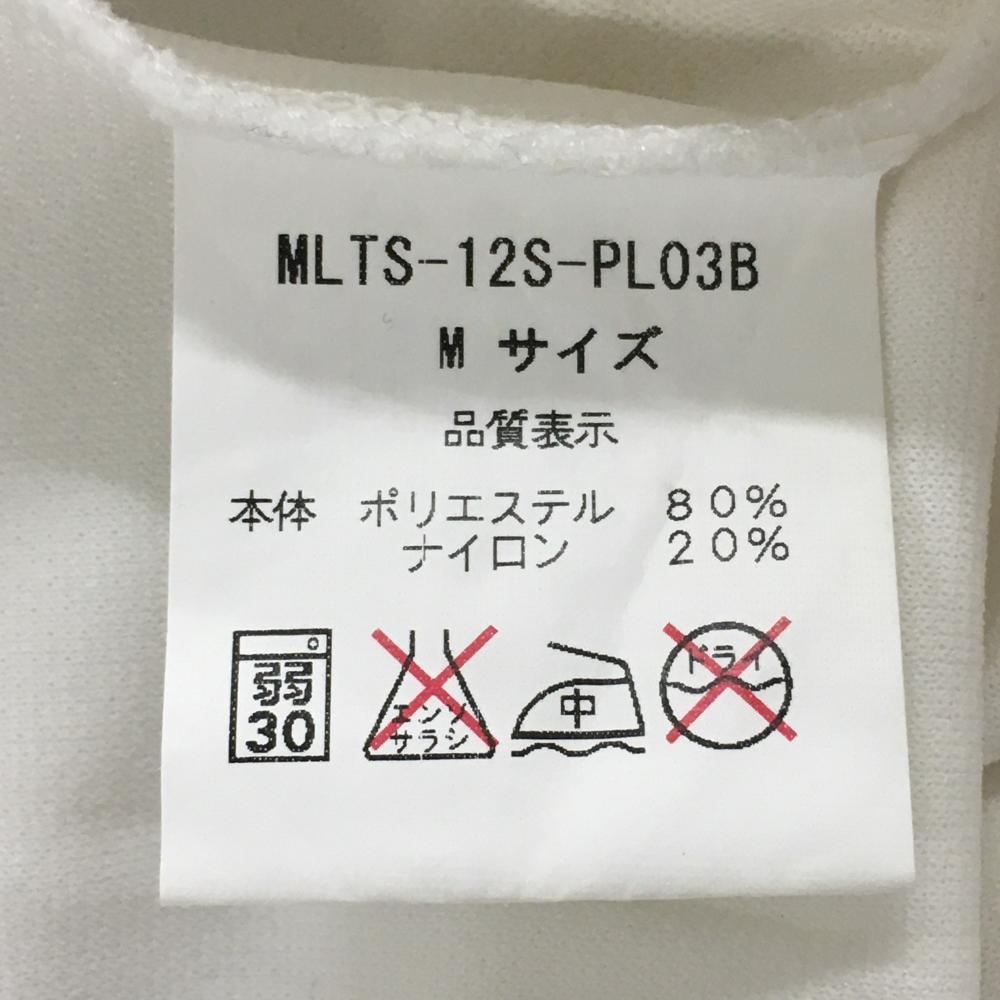 MLTS-12S-PL03B
M サイズ
品質表示
本体 ポリエステル 80%
ナイロン 20%
弱
30
エンソ
サラシ
中
ドライ